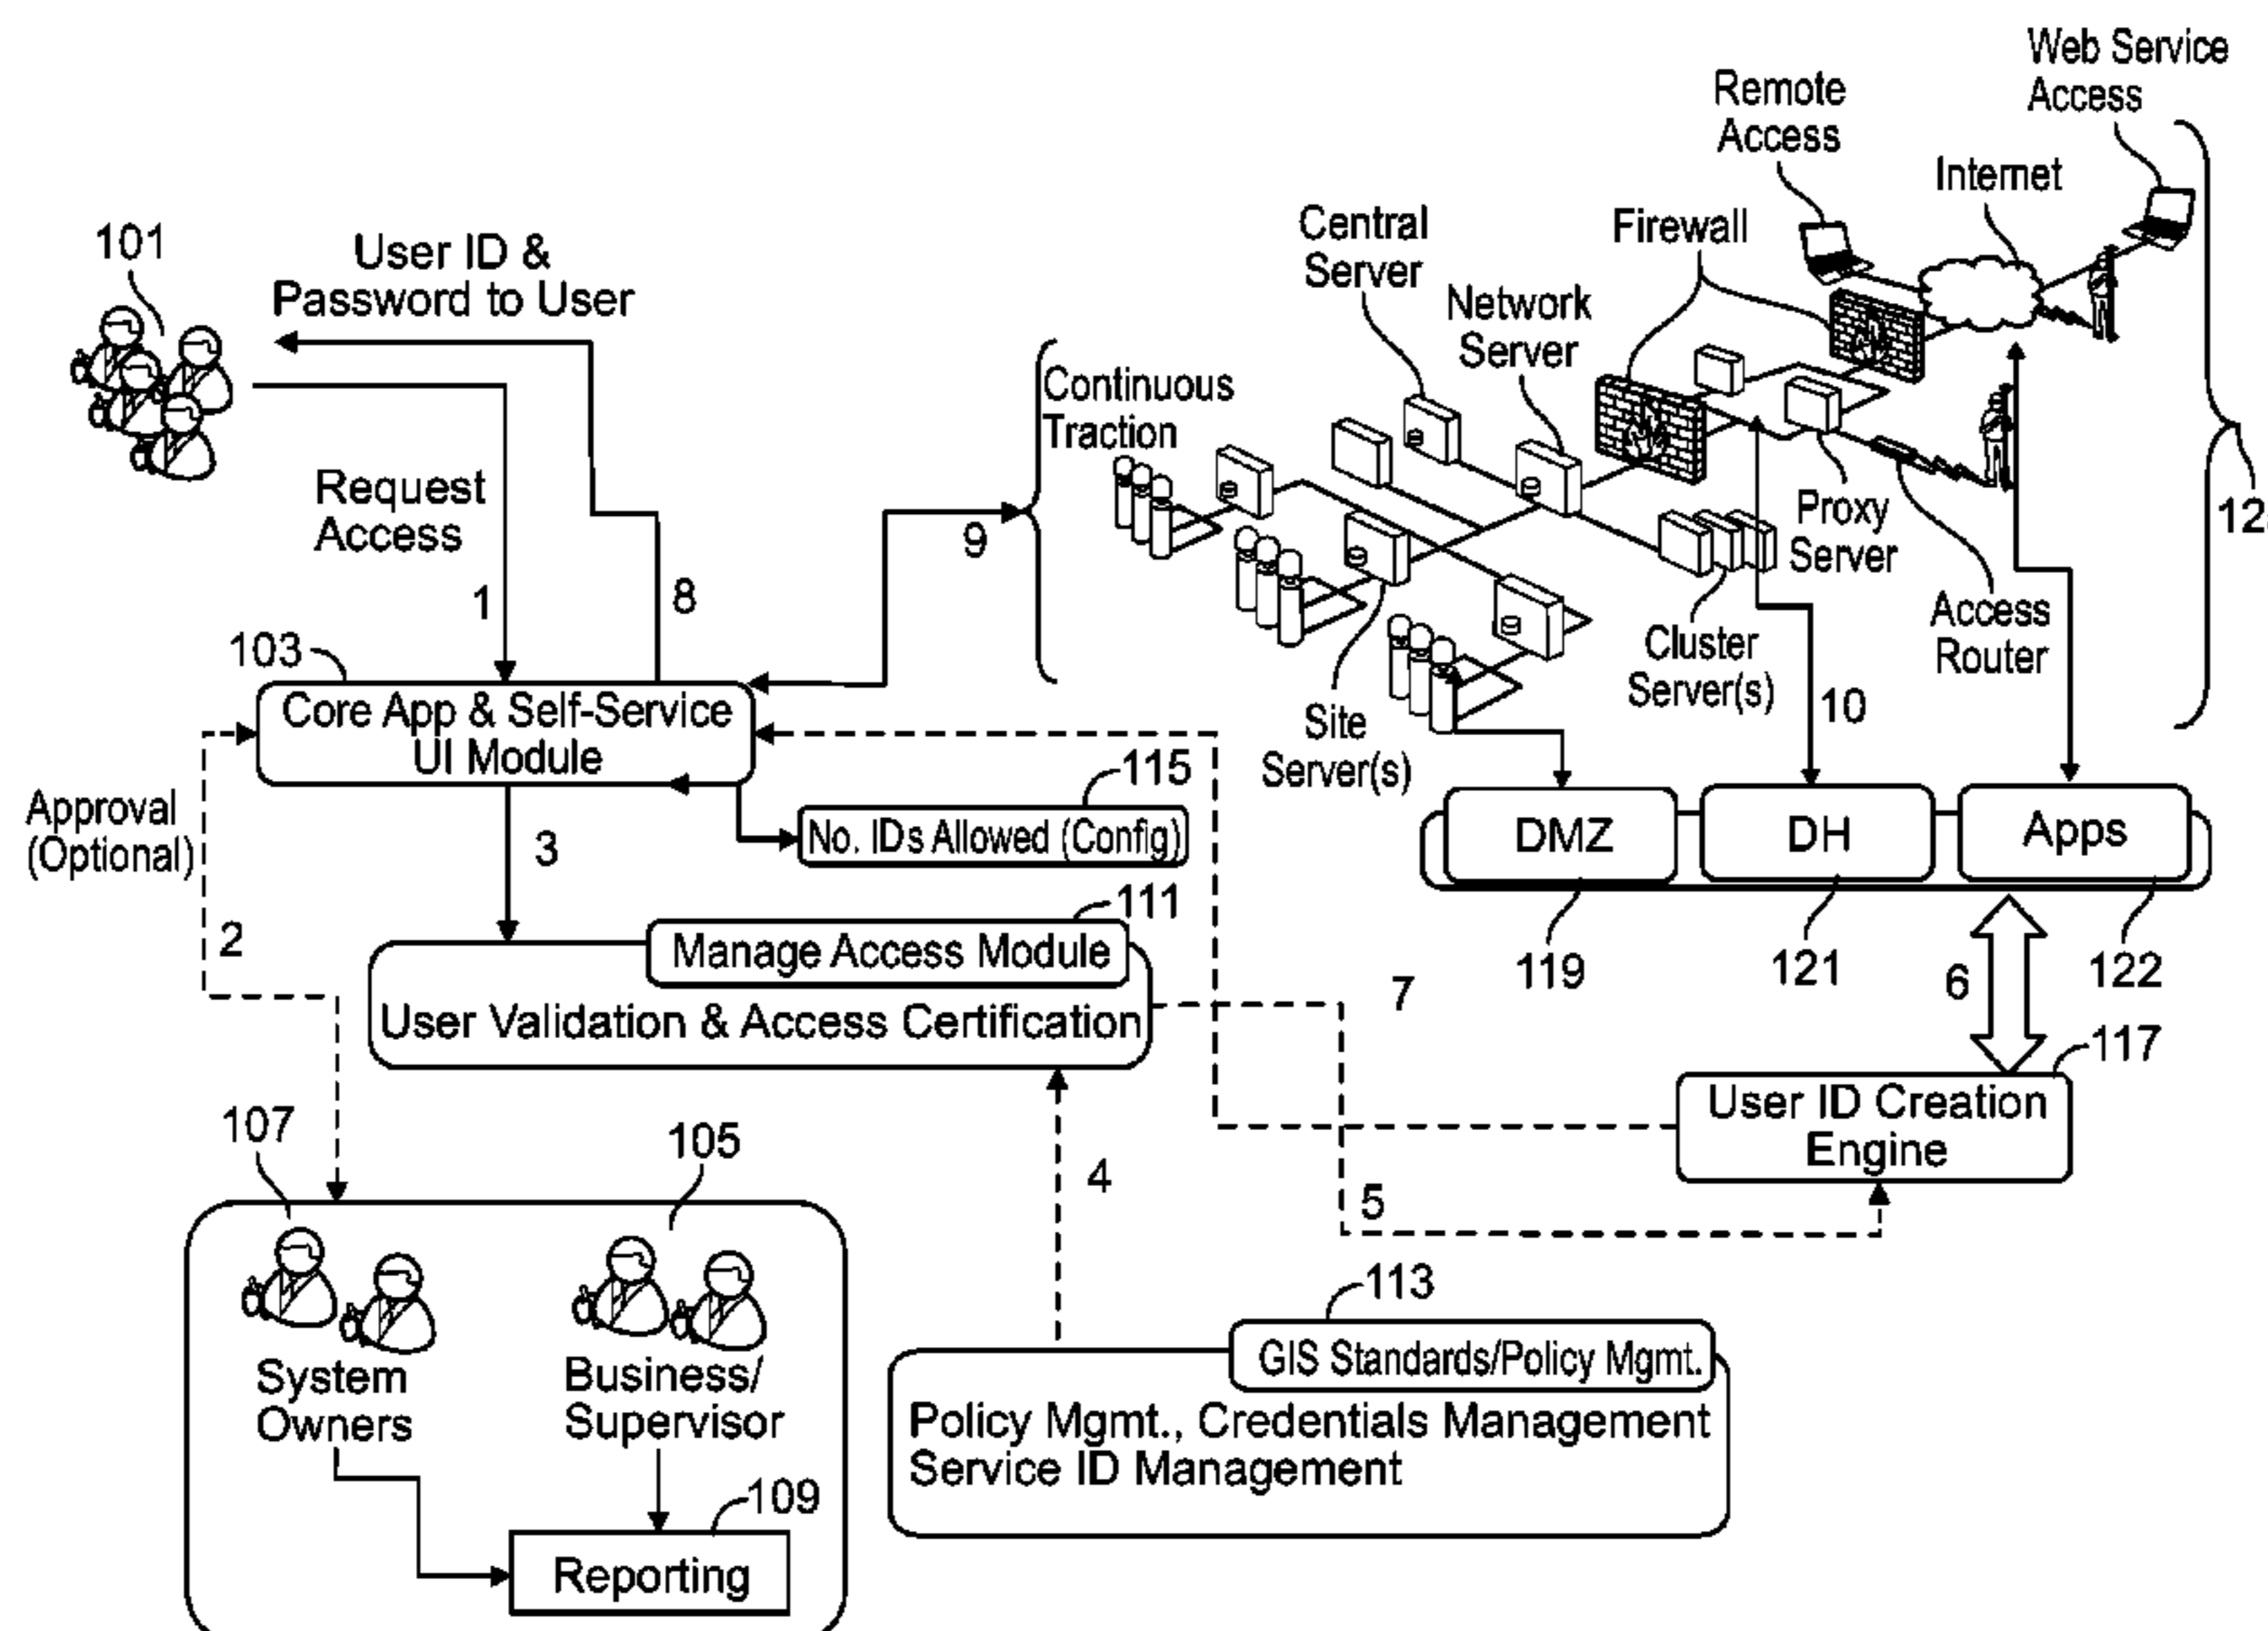 Web Service
Access
Remote
Access
Internet
Central
Server
Firewall
Network
Server
101
User ID &
Password to User
Continuous
Traction
Request
Access
1
8
9
12
Proxy
Server
Access
Router
Cluster
Server(s)
10
Site
Server(s)
103
Core App & Self-Service
UI Module
115
No. IDs Allowed (Config)
Approval
(Optional)
2
3
DMZ
DH
Apps
119
121
122
111
Manage Access Module
User Validation & Access Certification
7
6
117
User ID Creation
Engine
107
105
4
5
System
Owners
Business/
Supervisor
109
Reporting
113
GIS Standards/Policy Mgmt.
Policy Mgmt., Credentials Management
Service ID Management